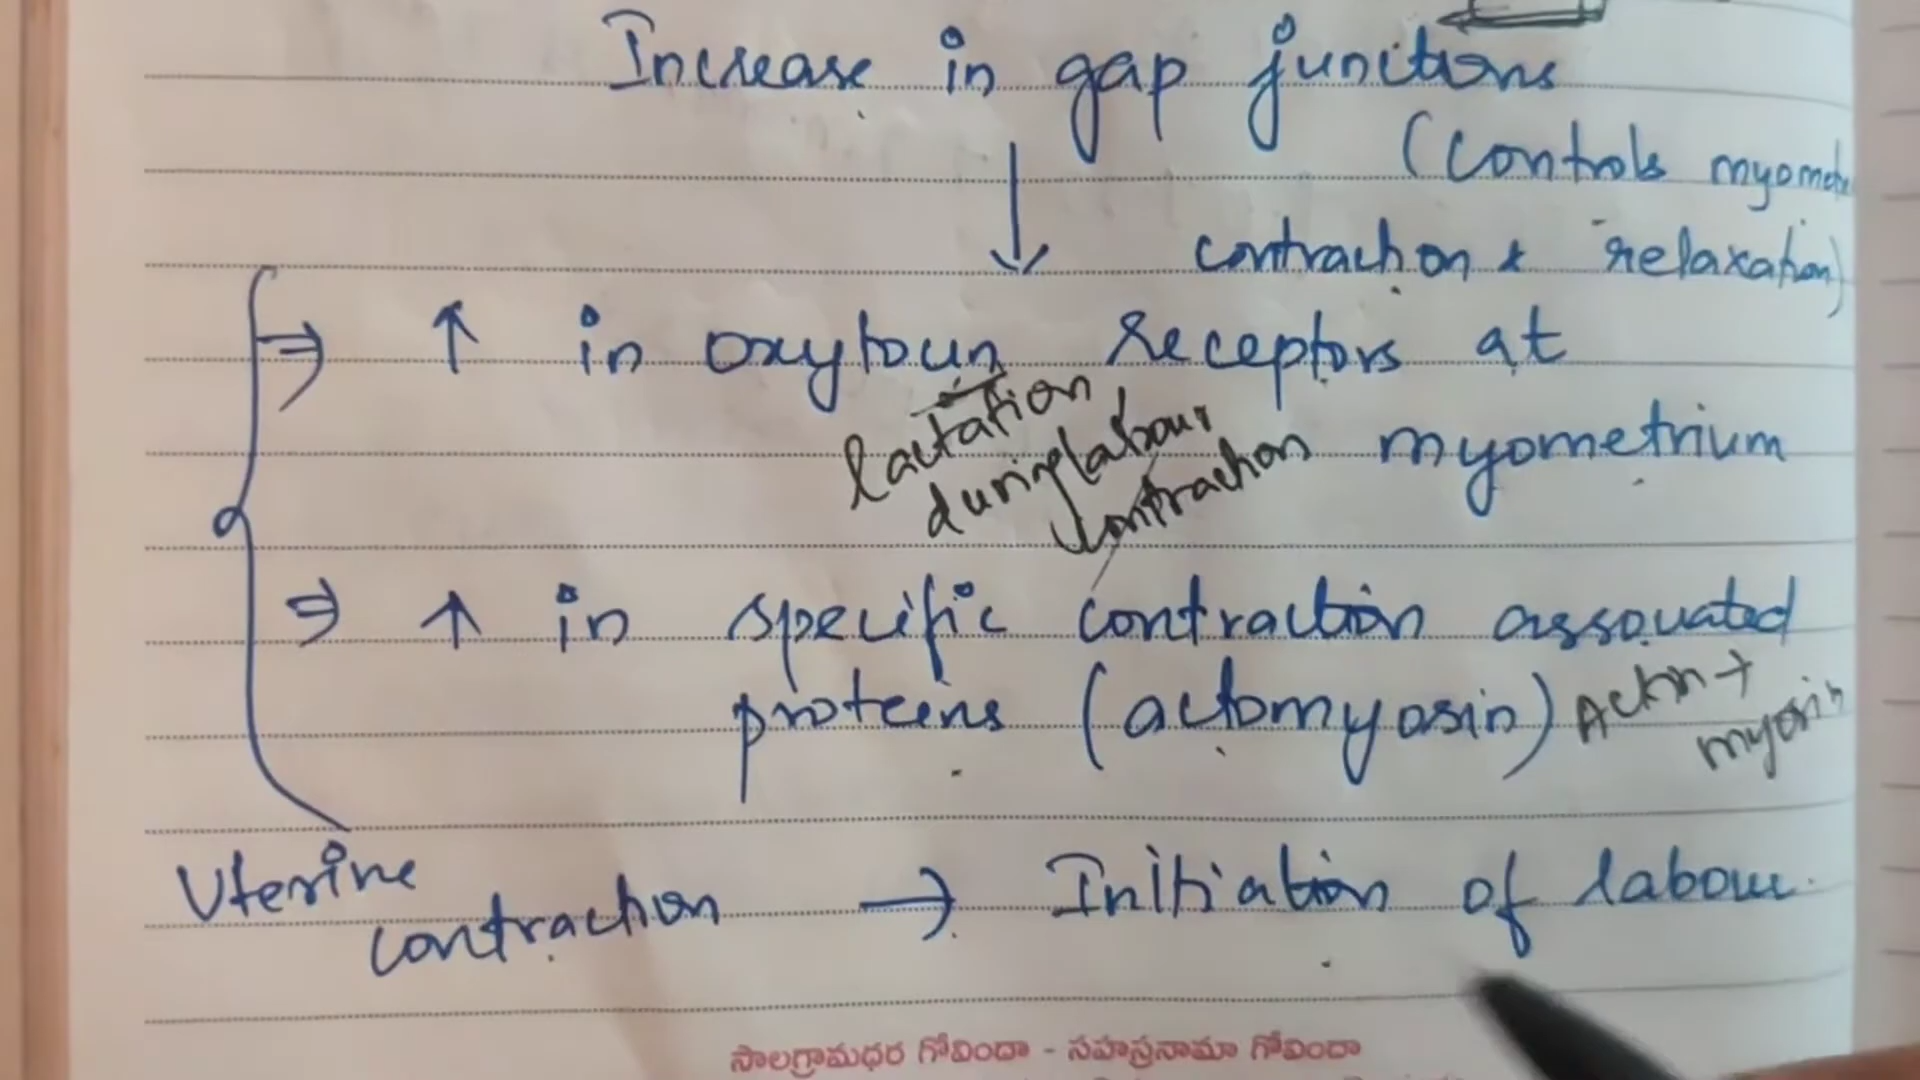 Increase in gap junctions
(controls myomet
contraction & relaxation)
⇒ ↑ in oxytocin receptors at
lactation
during labour
contraction
myometrium
⇒ ↑ in specific contraction associated
proteins (actomyosin) Actin +
myosin
Uterine
contraction → Initiation of labour.
సాలగ్రామధర గోవిందా - సహస్రనామా గోవిందా